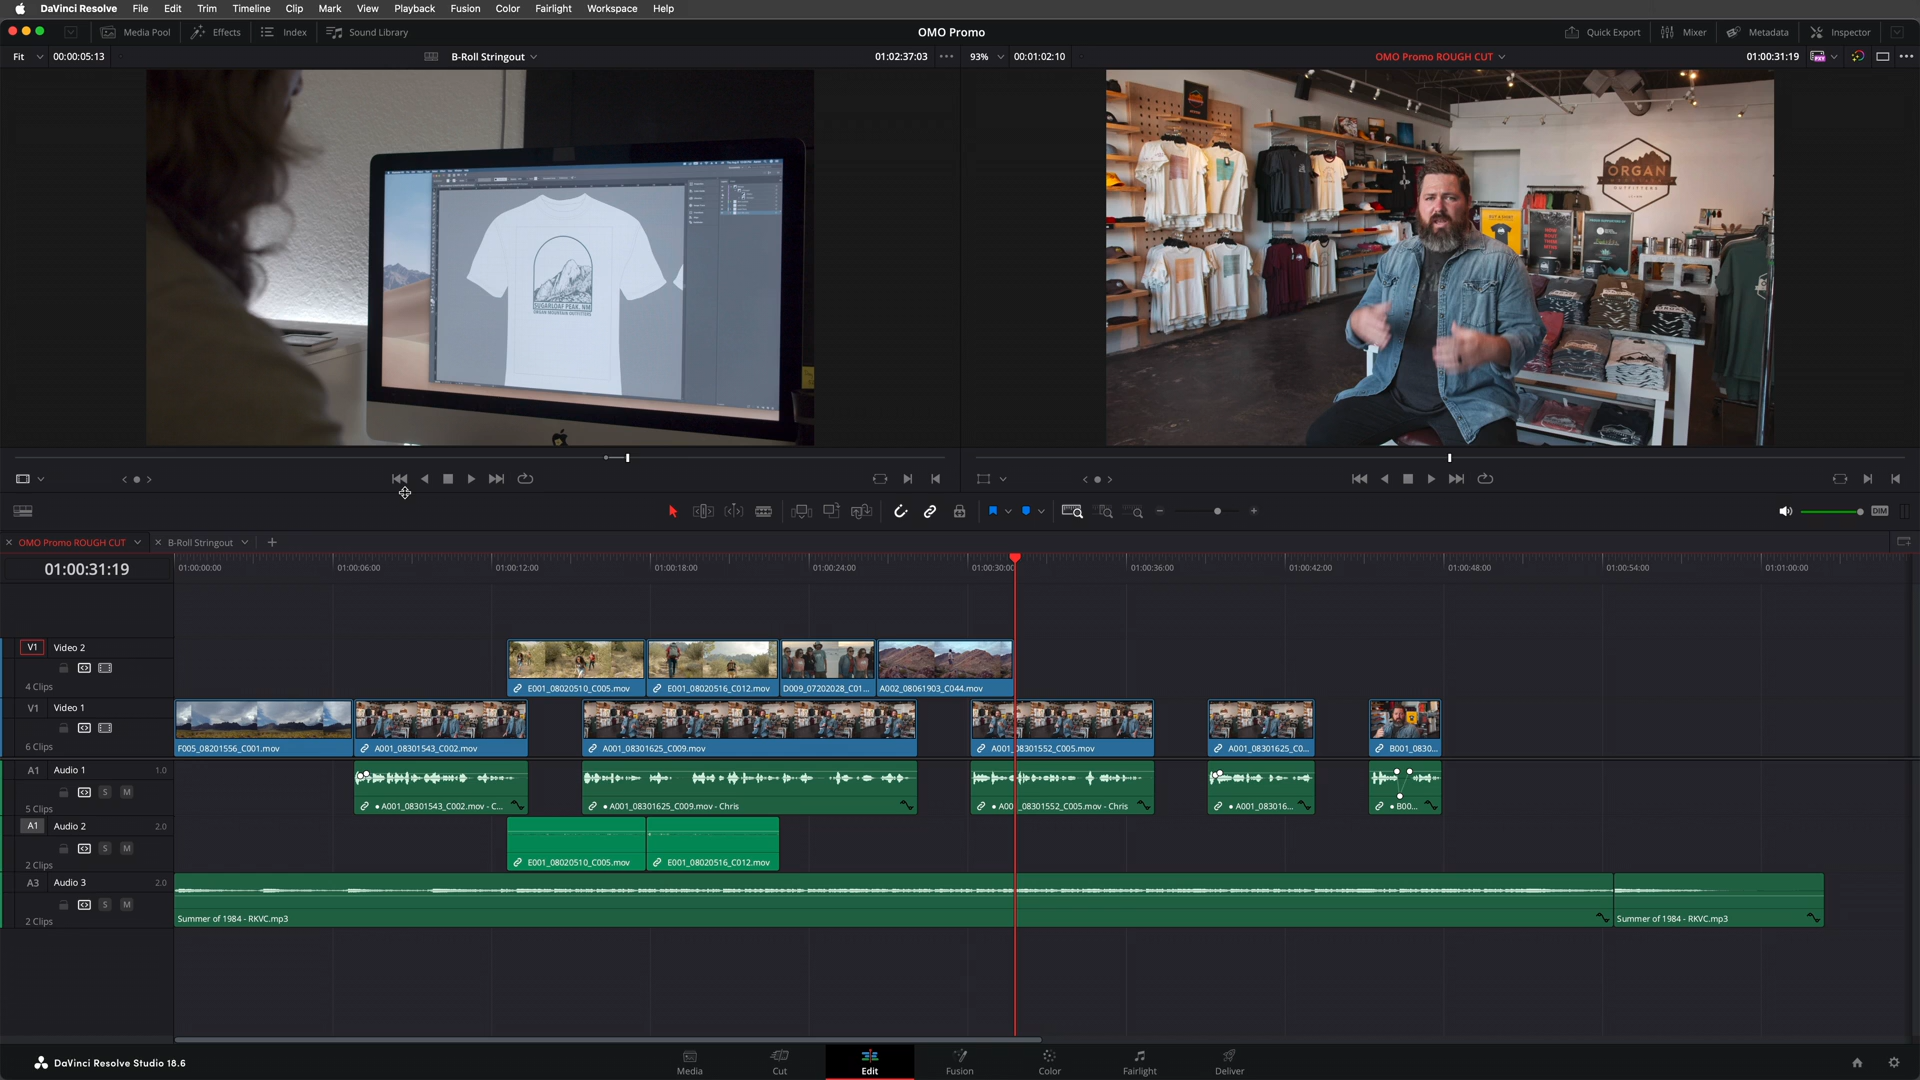 DaVinci Resolve File Edit Trim Timeline Clip Mark View Playback Fusion Color Fairlight Workspace Help
Media Pool Effects Index Sound Library OMO Promo Quick Export Mixer Metadata Inspector
Fit 00:00:05:13 B-Roll Stringout 01:02:37:03 93% 00:01:02:10 OMO Promo ROUGH CUT 01:00:31:19
SUGARLOAF PEAK, NM
ORGAN MOUNTAIN OUTFITTERS
ORGAN
OUTFITTERS
DIM
OMO Promo ROUGH CUT B-Roll Stringout
01:00:31:19 01:00:00:00 01:00:06:00 01:00:12:00 01:00:18:00 01:00:24:00 01:00:30:00 01:00:36:00 01:00:42:00 01:00:48:00 01:00:54:00 01:01:00:00
V1 Video 2
4 Clips
E001_08020510_C005.mov E001_08020516_C012.mov D009_07202028_C01... A002_08061903_C044.mov
V1 Video 1
6 Clips
F005_08201556_C001.mov A001_08301543_C002.mov A001_08301625_C009.mov A001_08301552_C005.mov A001_08301625_C0... B001_0830...
A1 Audio 1 1.0
S M
5 Clips
A001_08301543_C002.mov - C... A001_08301625_C009.mov - Chris A00 _08301552_C005.mov - Chris A001_083016... B00...
A1 Audio 2 2.0
S M
2 Clips
E001_08020510_C005.mov E001_08020516_C012.mov
A3 Audio 3 2.0
S M
2 Clips
Summer of 1984 - RKVC.mp3 Summer of 1984 - RKVC.mp3
DaVinci Resolve Studio 18.6 Media Cut Edit Fusion Color Fairlight Deliver